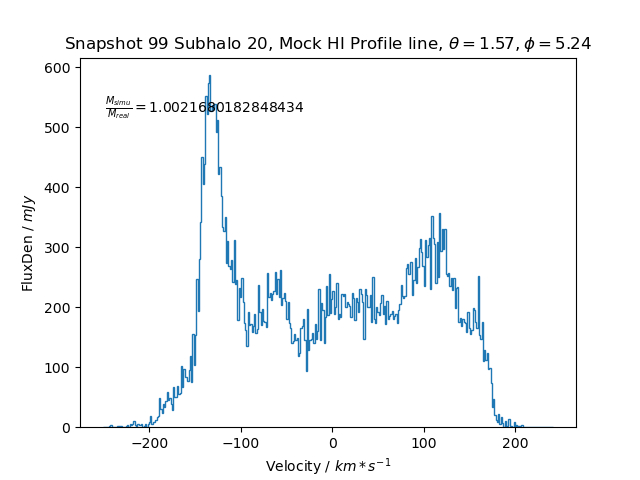 Snapshot 99 Subhalo 20, Mock HI Profile line, θ = 1.57, ϕ = 5.24
600
500
400
300
200
100
0
FluxDen / mJy
M_simu/M_real = 1.0021680182848434
−200 −100 0 100 200
Velocity / km * s⁻¹